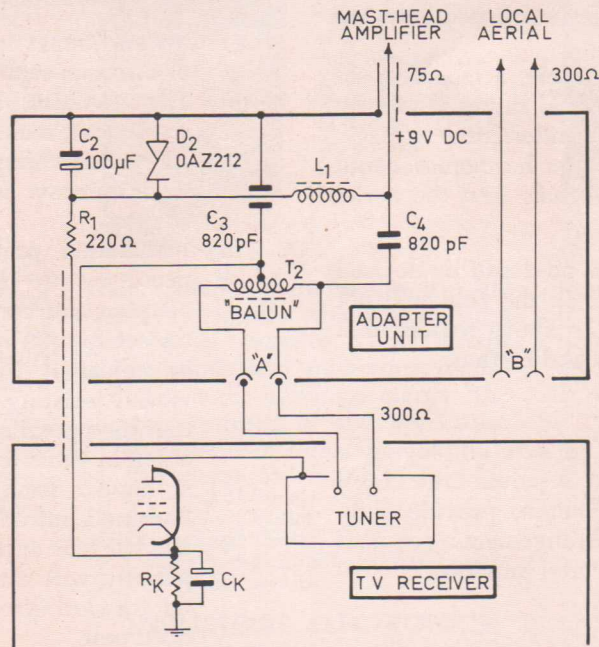 MAST-HEAD
AMPLIFIER
LOCAL
AERIAL
75Ω
300Ω
+9V DC
C2
100µF
D2
0AZ212
L1
R1
220Ω
C3
820pF
C4
820 pF
T2
"BALUN"
ADAPTER
UNIT
"A"
"B"
300Ω
TUNER
RK
CK
TV RECEIVER